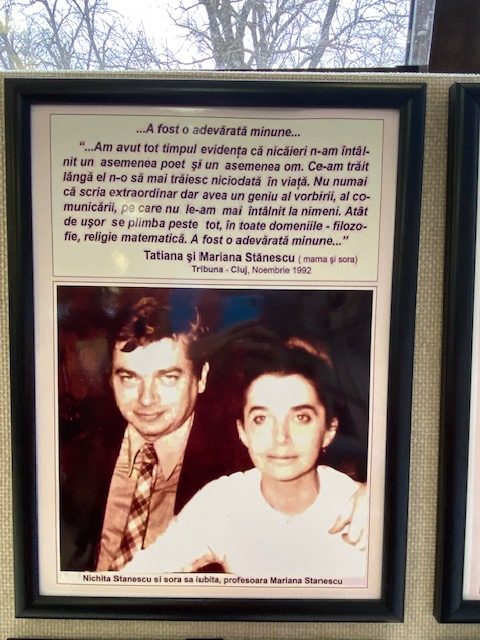 ...A fost o adevărată minune...
“...Am avut tot timpul evidența că nicăieri n-am întâl-
nit un asemenea poet și un asemenea om. Ce-am trăit
lângă el n-o să mai trăiesc niciodată în viață. Nu numai
că scria extraordinar dar avea un geniu al vorbirii, al co-
municării, pe care nu le-am mai întâlnit la nimeni. Atât
de ușor se plimba peste tot, în toate domeniile - filozo-
fie, religie matematică. A fost o adevărată minune...”
Tatiana și Mariana Stănescu ( mama și sora)
Tribuna - Cluj, Noembrie 1992
Nichita Stanescu si sora sa iubita, profesoara Mariana Stanescu